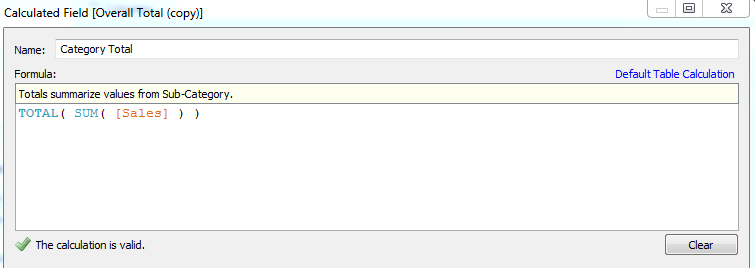 Calculated Field [Overall Total (copy)]
Name: Category Total
Formula: Default Table Calculation
Totals summarize values from Sub-Category.
TOTAL( SUM( [Sales] ) )
The calculation is valid. Clear